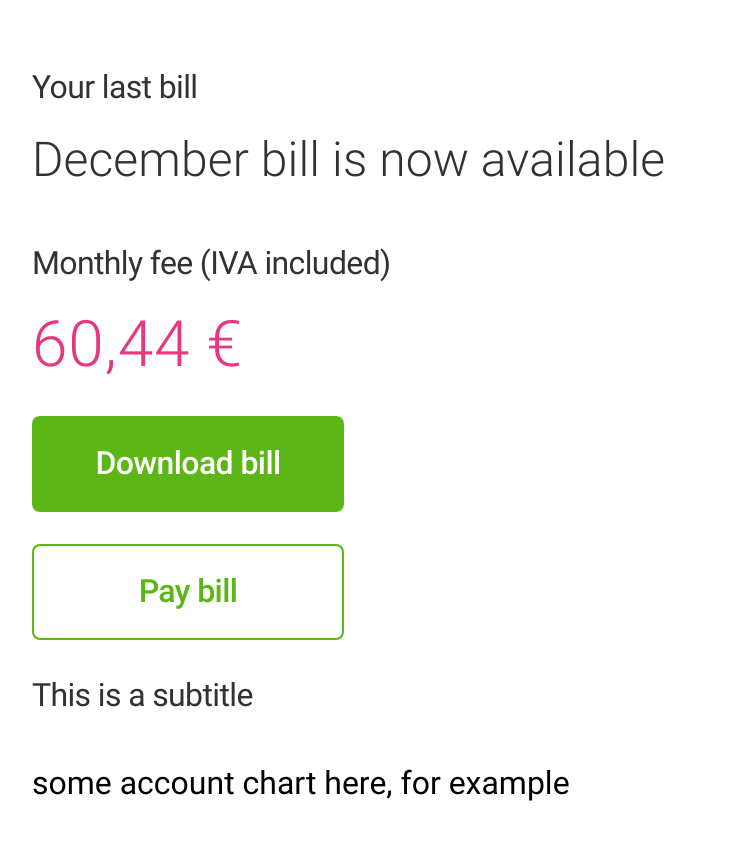 Your last bill
December bill is now available
Monthly fee (IVA included)
60,44 €
Download bill
Pay bill
This is a subtitle
some account chart here, for example